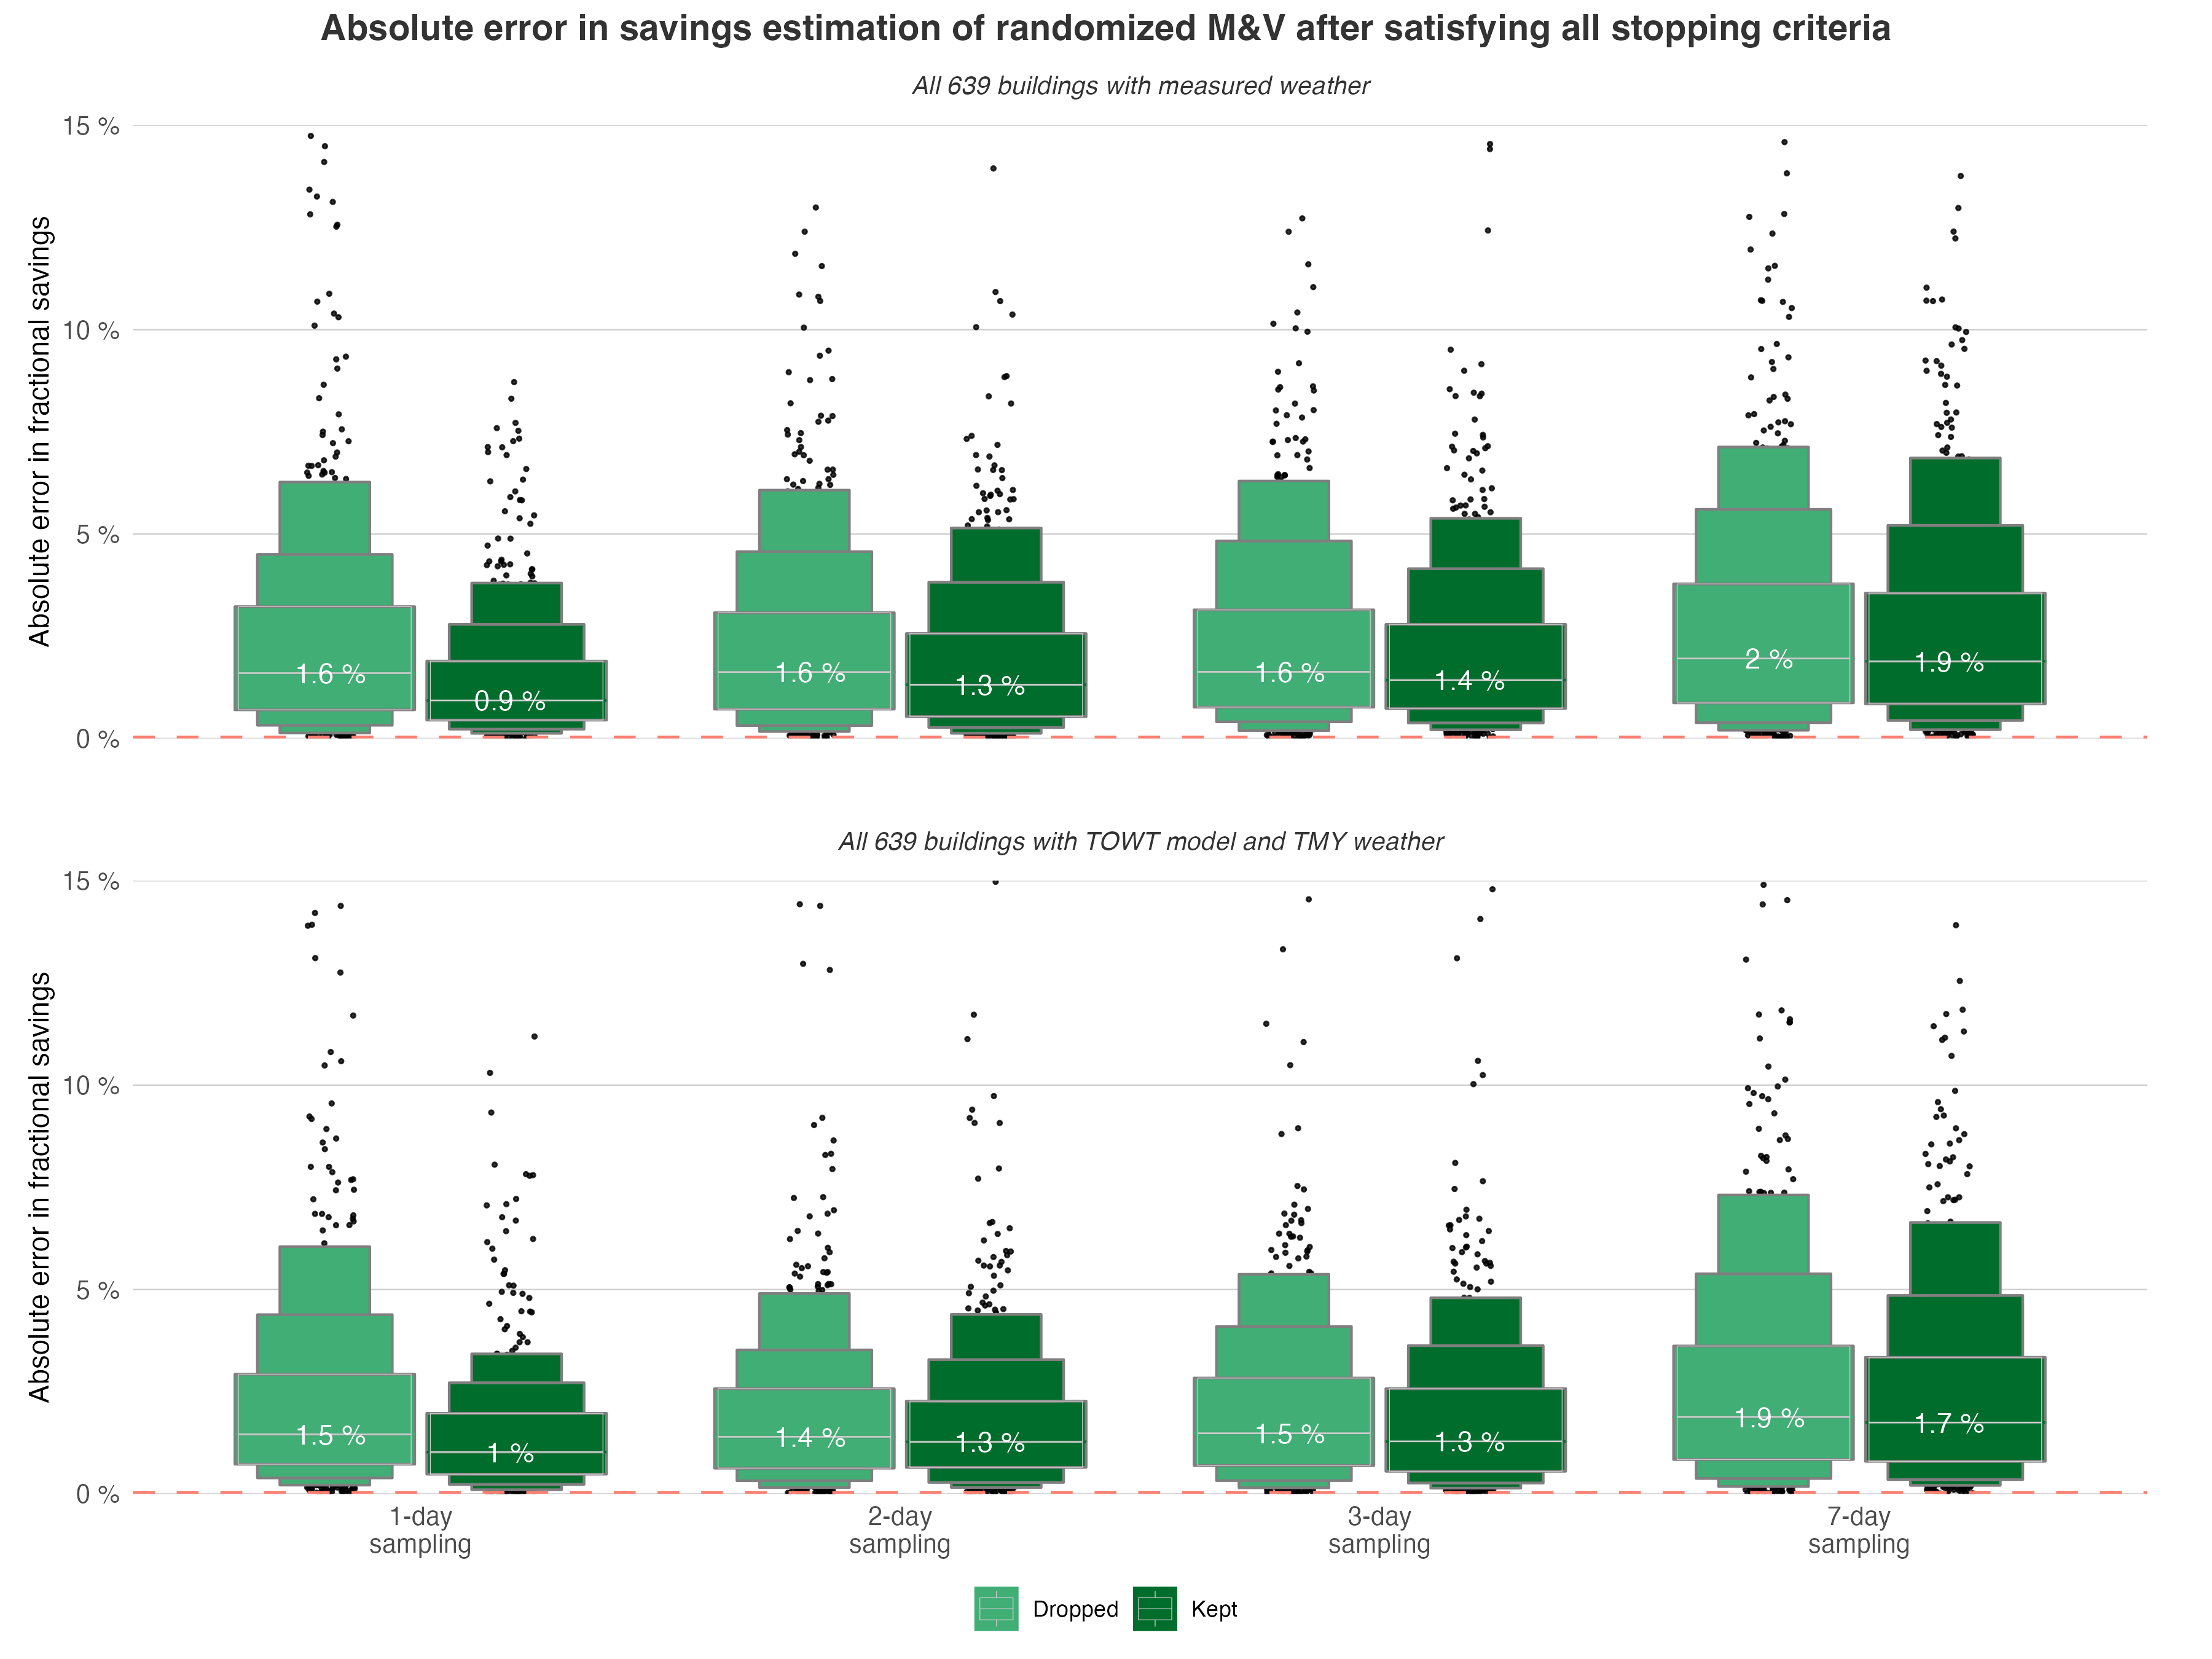 Absolute error in savings estimation of randomized M&V after satisfying all stopping criteria
All 639 buildings with measured weather
Absolute error in fractional savings
15 %
10 %
5 %
0 %
1.6 %
0.9 %
1.6 %
1.3 %
1.6 %
1.4 %
2 %
1.9 %
All 639 buildings with TOWT model and TMY weather
Absolute error in fractional savings
15 %
10 %
5 %
0 %
1.5 %
1 %
1.4 %
1.3 %
1.5 %
1.3 %
1.9 %
1.7 %
1-day
sampling
2-day
sampling
3-day
sampling
7-day
sampling
Dropped
Kept